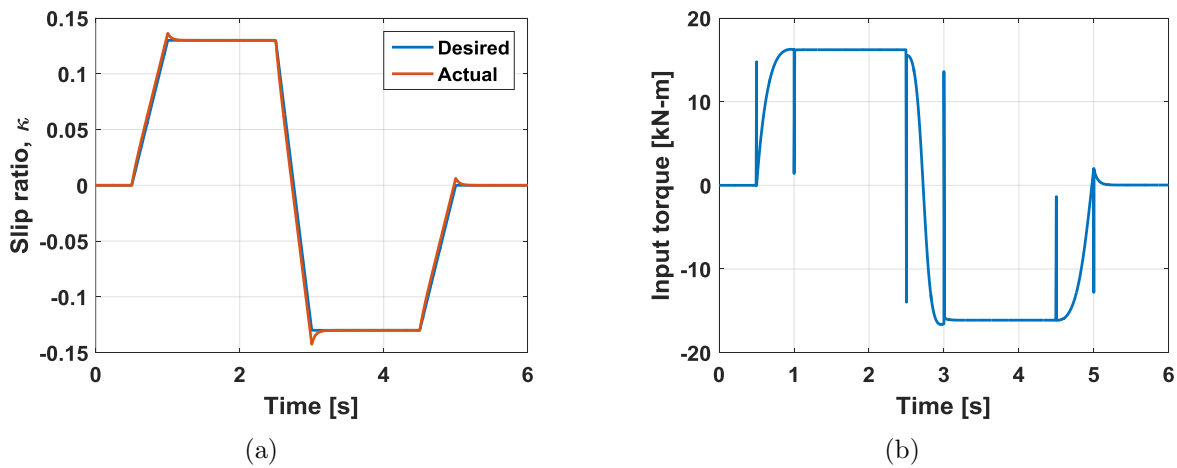 0.15
0.1
0.05
0
-0.05
-0.1
-0.15
Slip ratio, κ
Desired
Actual
0 2 4 6
Time [s]
(a)
20
10
0
-10
-20
Input torque [kN-m]
0 1 2 3 4 5 6
Time [s]
(b)